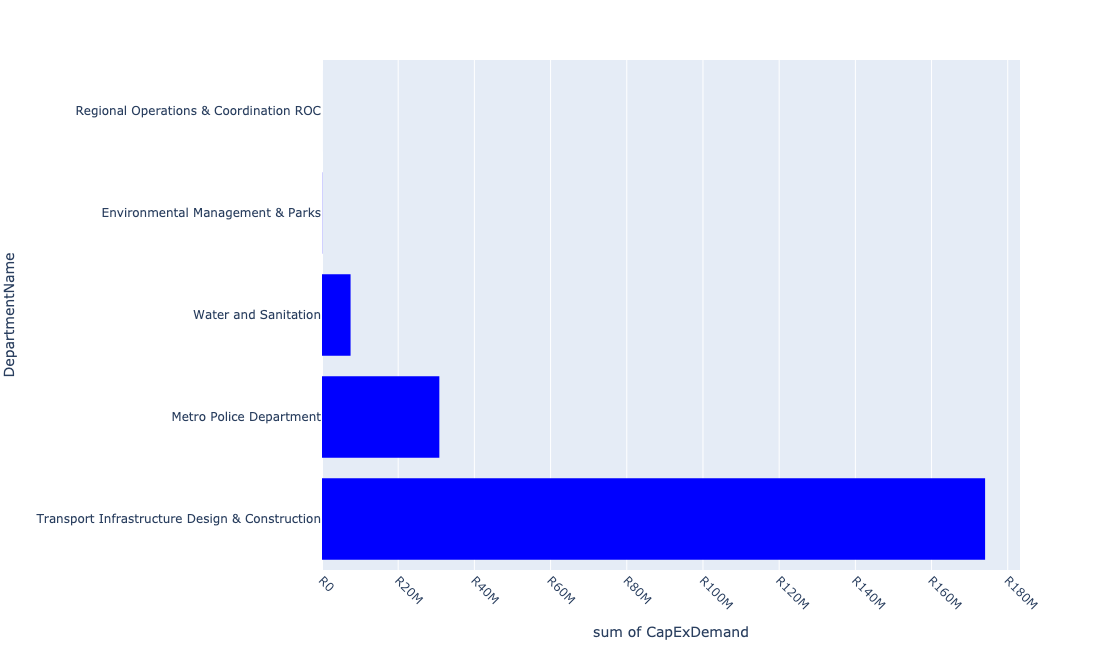 Regional Operations & Coordination ROC
Environmental Management & Parks
Water and Sanitation
Metro Police Department
Transport Infrastructure Design & Construction
DepartmentName
R0
R20M
R40M
R60M
R80M
R100M
R120M
R140M
R160M
R180M
sum of CapExDemand